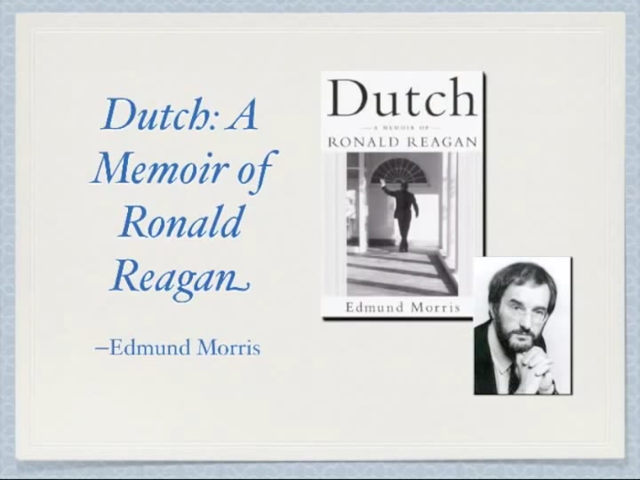 Dutch: A
Memoir of
Ronald
Reagan
–Edmund Morris
Dutch
A MEMOIR OF
RONALD REAGAN
Edmund Morris